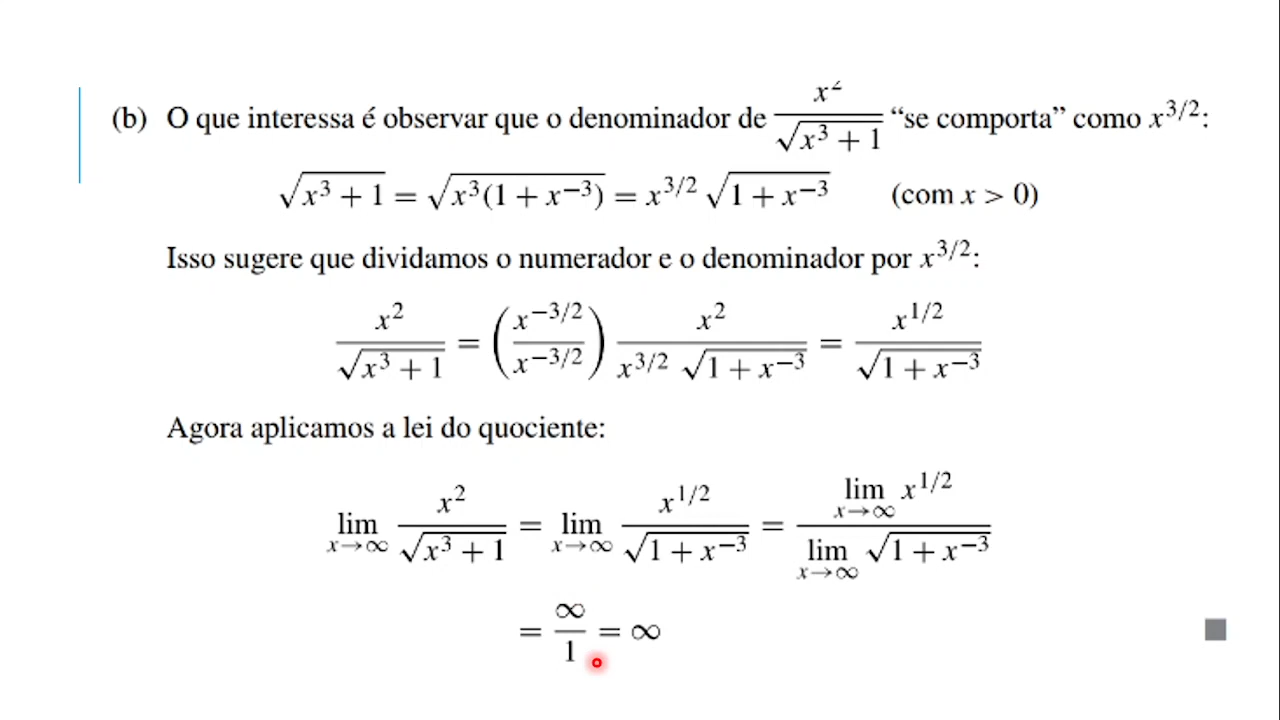 (b) O que interessa é observar que o denominador de x²/√(x³ + 1) “se comporta” como x^{3/2}:
√(x³ + 1) = √(x³(1 + x⁻³)) = x^{3/2} √(1 + x⁻³) (com x > 0)
Isso sugere que dividamos o numerador e o denominador por x^{3/2}:
x²/√(x³ + 1) = (x^{-3/2}/x^{-3/2}) x²/(x^{3/2} √(1 + x⁻³)) = x^{1/2}/√(1 + x⁻³)
Agora aplicamos a lei do quociente:
lim_{x→∞} x²/√(x³ + 1) = lim_{x→∞} x^{1/2}/√(1 + x⁻³) = (lim_{x→∞} x^{1/2})/(lim_{x→∞} √(1 + x⁻³))
= ∞/1 = ∞